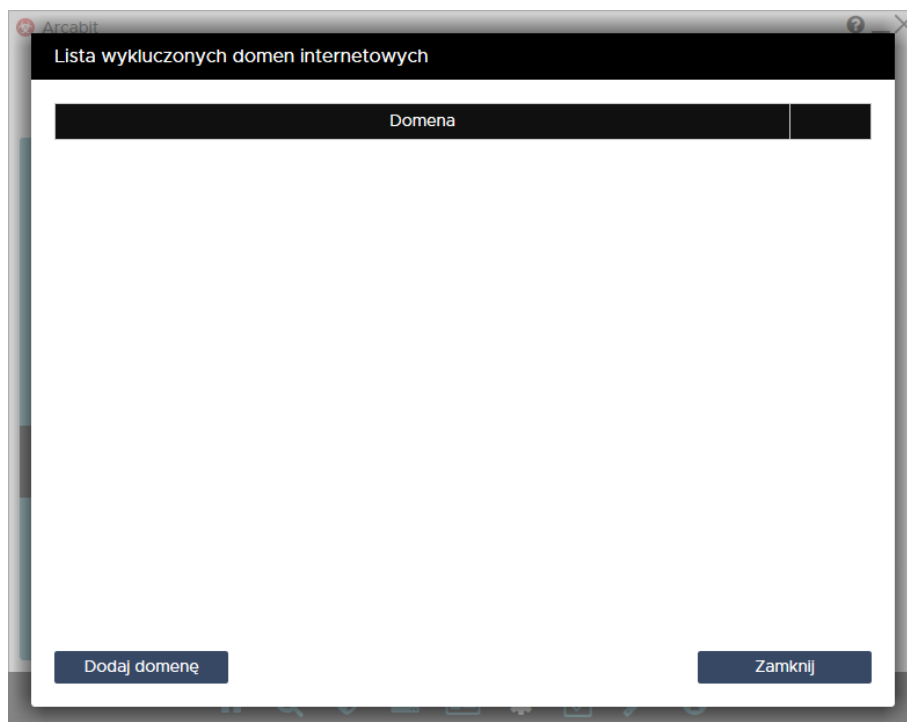 Arcabit
Lista wykluczonych domen internetowych
Domena
Dodaj domenę
Zamknij